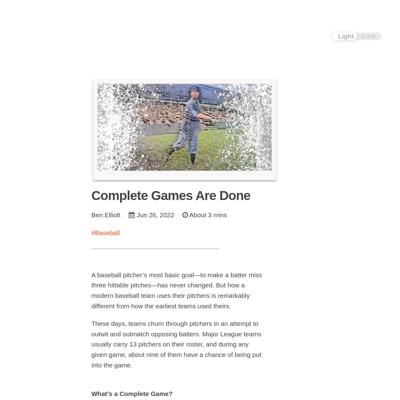 Light Dark
Complete Games Are Done
Ben Elliott Jun 26, 2022 About 3 mins
#Baseball
A baseball pitcher's most basic goal—to make a batter miss
three hittable pitches—has never changed. But how a
modern baseball team uses their pitchers is remarkably
different from how the earliest teams used theirs.
These days, teams churn through pitchers in an attempt to
outwit and outmatch opposing batters. Major League teams
usually carry 13 pitchers on their roster, and during any
given game, about nine of them have a chance of being put
into the game.
What's a Complete Game?